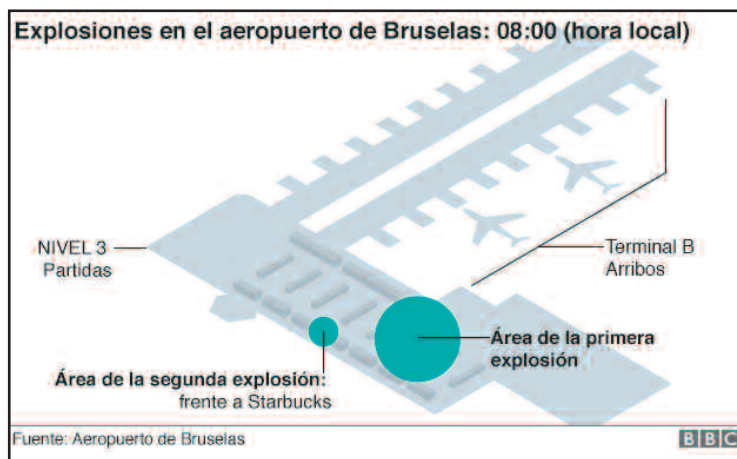 Explosiones en el aeropuerto de Bruselas: 08:00 (hora local)
NIVEL 3
Partidas
Terminal B
Arribos
Área de la primera
explosión
Área de la segunda explosión:
frente a Starbucks
Fuente: Aeropuerto de Bruselas
BBC